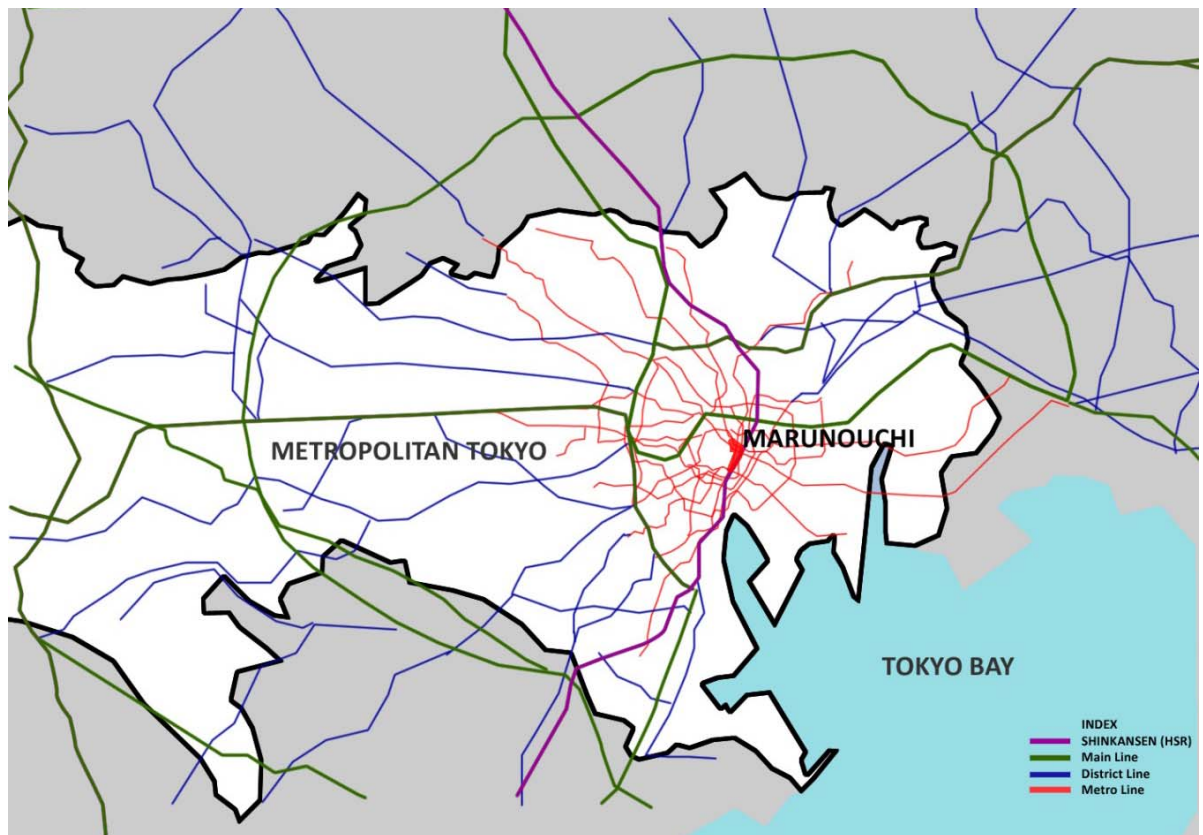 MARUNOUCHI
METROPOLITAN TOKYO
TOKYO BAY
INDEX
SHINKANSEN (HSR)
Main Line
District Line
Metro Line